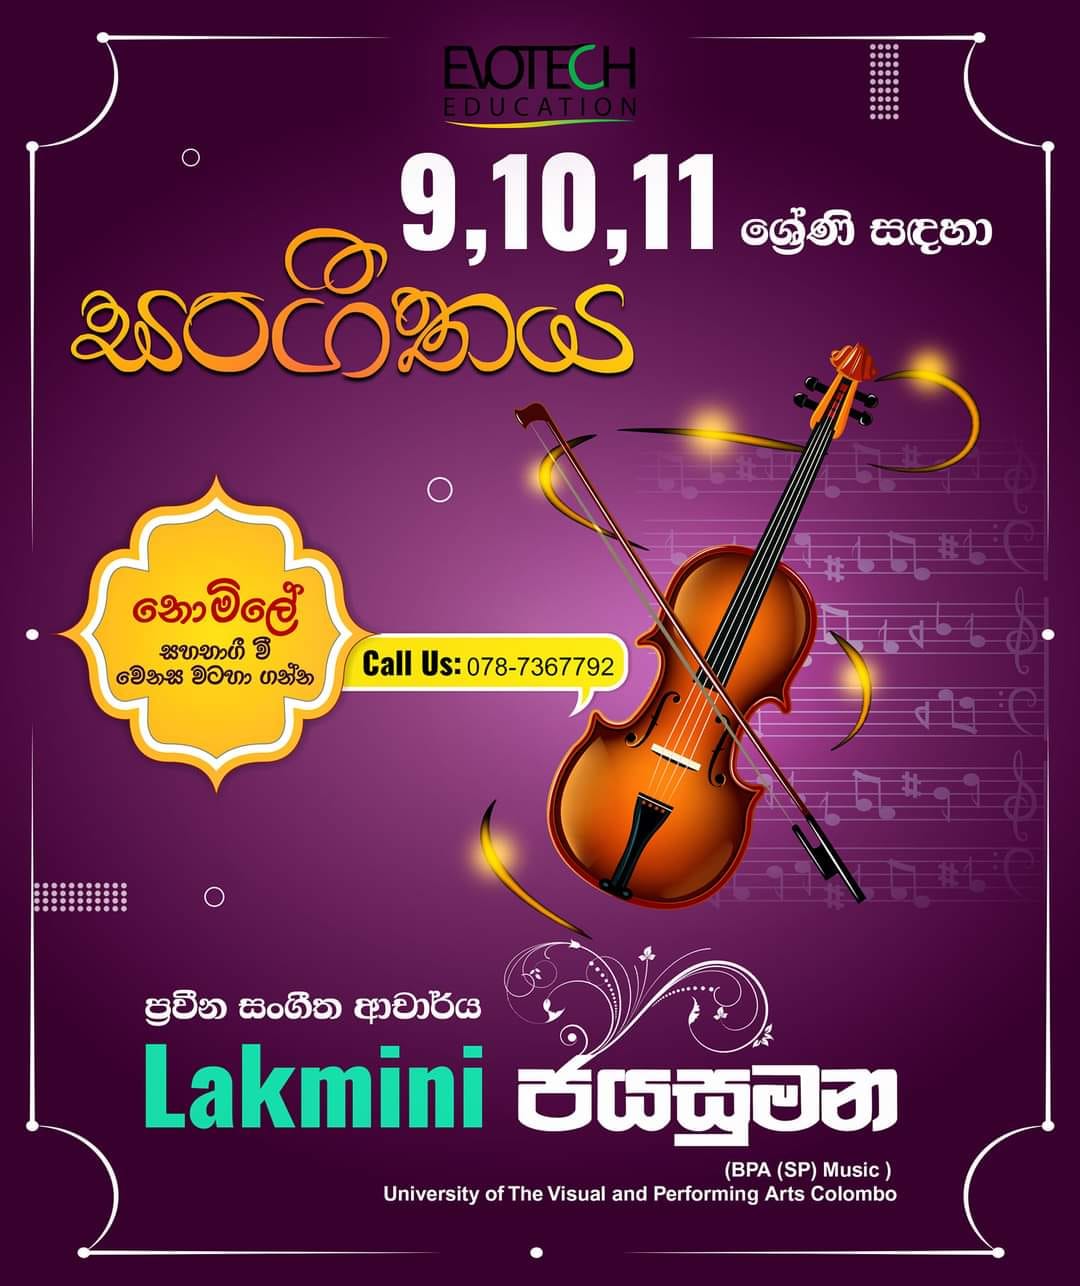 EVOTECH
EDUCATION
9,10,11 ශ්‍රේණි සඳහා
සංගීතය
නොමිලේ
සහභාගී වී
වෙනස වටහා ගන්න
Call Us: 078-7367792
ප්‍රවීන සංගීත ආචාර්ය
Lakmini ජයසුමන
(BPA (SP) Music )
University of The Visual and Performing Arts Colombo